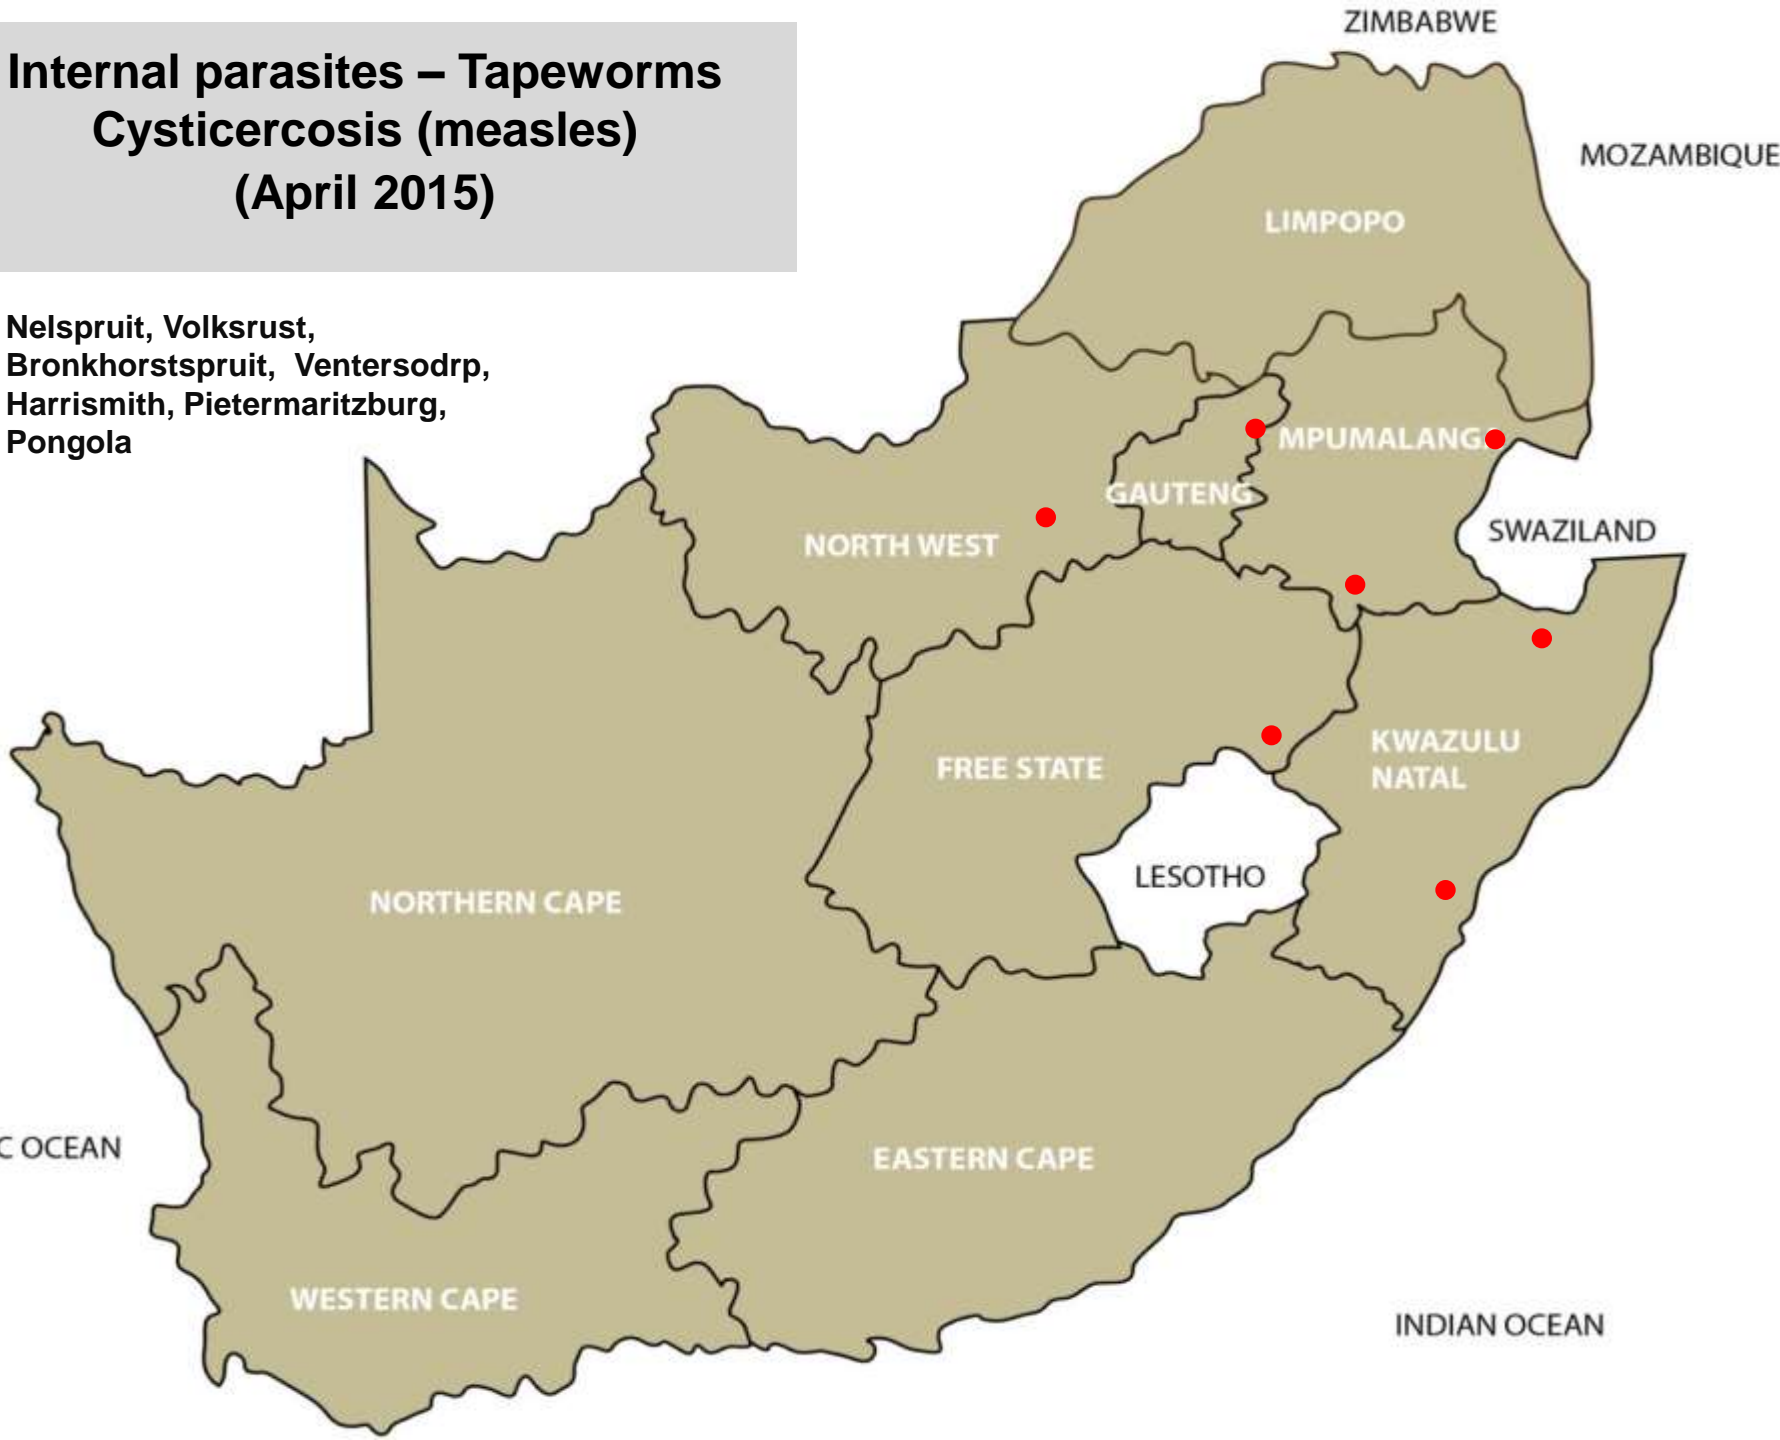 Internal parasites – Tapeworms
Cysticercosis (measles)
(April 2015)
Nelspruit, Volksrust,
Bronkhorstspruit, Ventersodrp,
Harrismith, Pietermaritzburg,
Pongola
ZIMBABWE
MOZAMBIQUE
LIMPOPO
MPUMALANGA
GAUTENG
SWAZILAND
NORTH WEST
KWAZULU
NATAL
FREE STATE
LESOTHO
NORTHERN CAPE
C OCEAN
EASTERN CAPE
WESTERN CAPE
INDIAN OCEAN